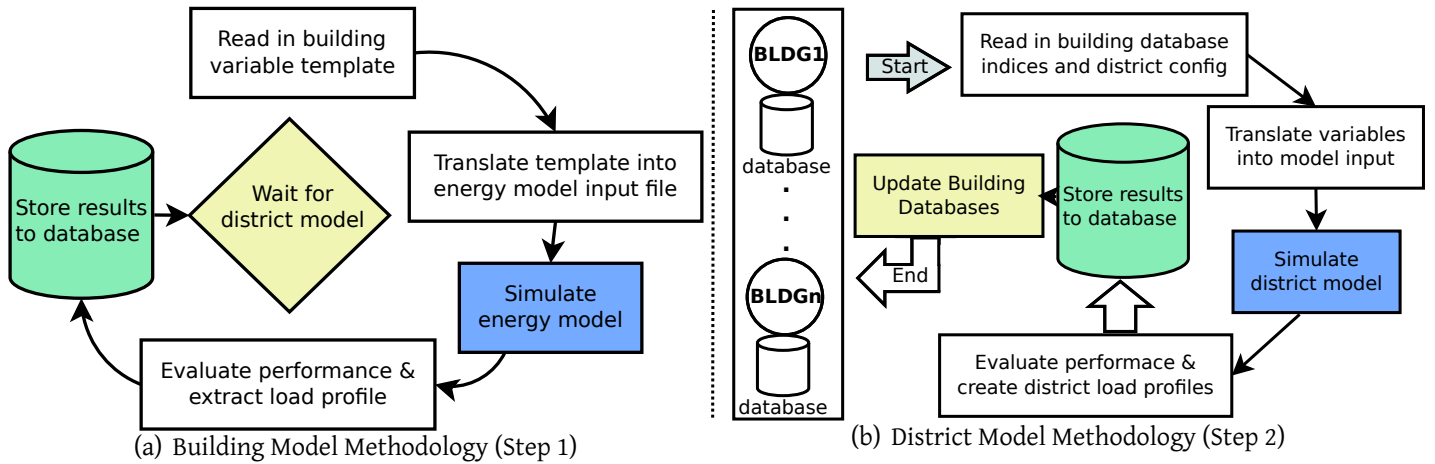 Read in building
variable template
Translate template into
energy model input file
Simulate
energy model
Evaluate performance &
extract load profile
Store results
to database
Wait for
district model
(a) Building Model Methodology (Step 1)
BLDG1
database
.
.
.
BLDGn
database
Start
Read in building database
indices and district config
Translate variables
into model input
Simulate
district model
Evaluate performace &
create district load profiles
Store results
to database
Update Building
Databases
End
(b) District Model Methodology (Step 2)